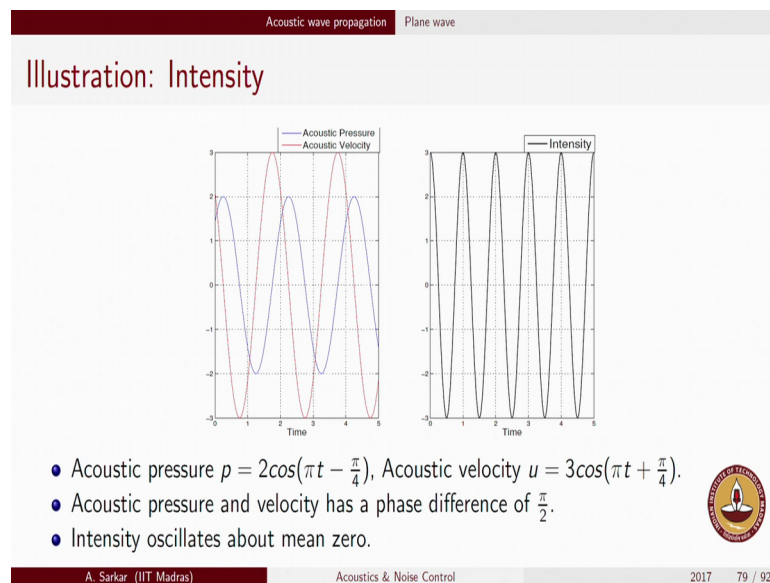 Acoustic wave propagation Plane wave
Illustration: Intensity
Acoustic Pressure
Acoustic Velocity
Intensity
3
2
1
0
-1
-2
-3
0 1 2 3 4 5
Time
3
2
1
0
-1
-2
-3
0 1 2 3 4 5
Time
Acoustic pressure p = 2cos(πt − π/4), Acoustic velocity u = 3cos(πt + π/4).
Acoustic pressure and velocity has a phase difference of π/2.
Intensity oscillates about mean zero.
A. Sarkar (IIT Madras) Acoustics & Noise Control 2017 79 / 92